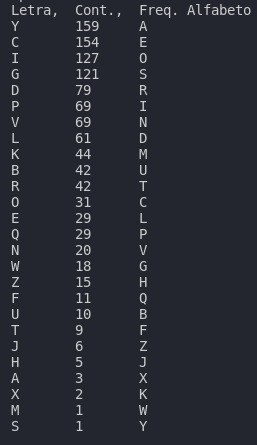 Letra, Cont., Freq. Alfabeto
Y 159 A
C 154 E
I 127 O
G 121 S
D 79 R
P 69 I
V 69 N
L 61 D
K 44 M
B 42 U
R 42 T
O 31 C
E 29 L
Q 29 P
N 20 V
W 18 G
Z 15 H
F 11 Q
U 10 B
T 9 F
J 6 Z
H 5 J
A 3 X
X 2 K
M 1 W
S 1 Y